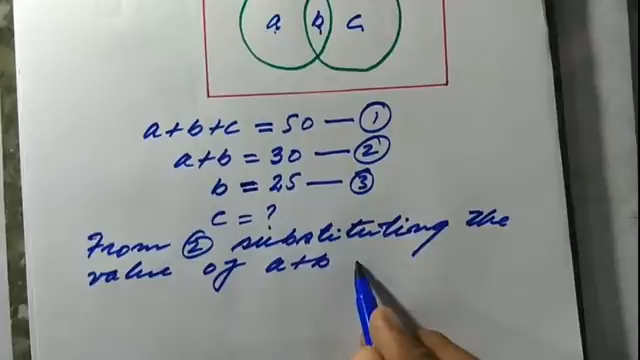 a b c
a+b+c = 50 — ①
a+b = 30 — ②
b = 25 — ③
c = ?
From ② substituting the
value of a+b